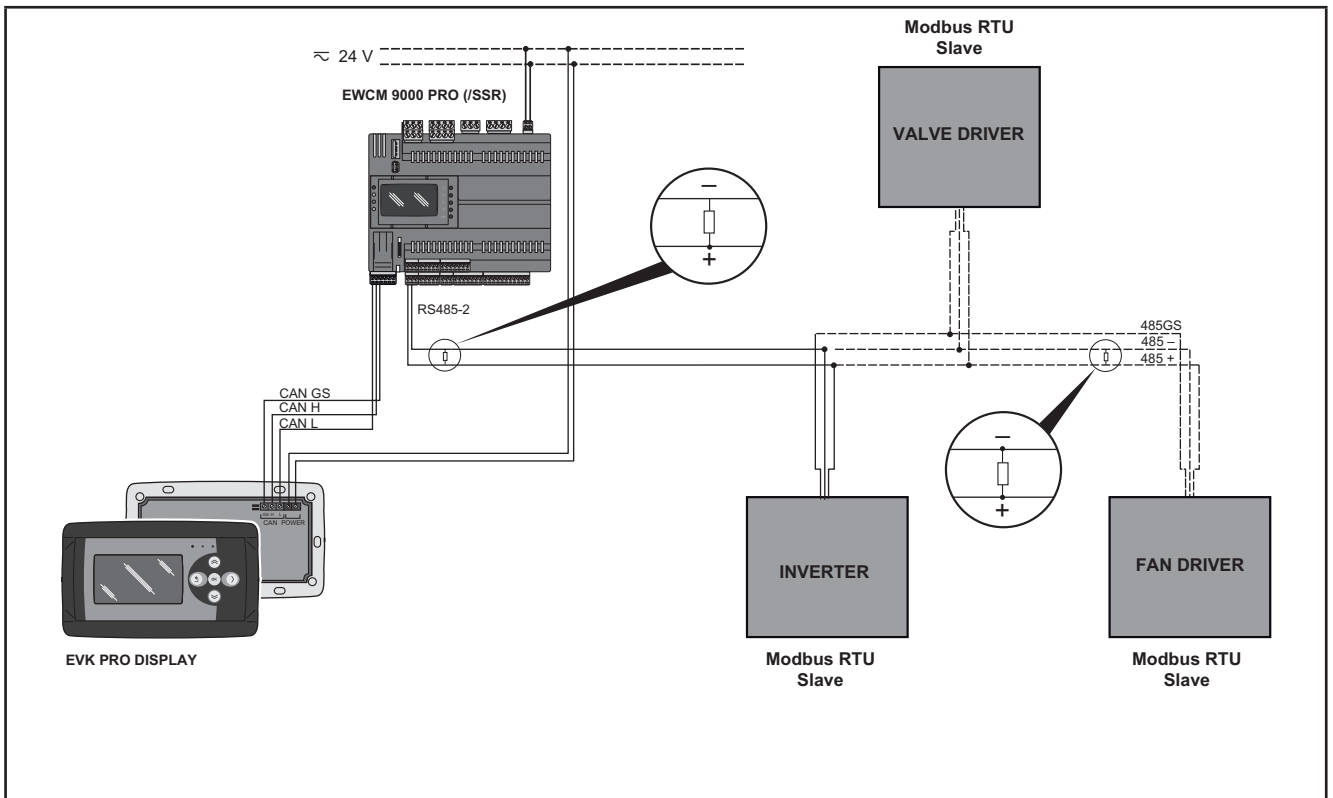 Modbus RTU
Slave
⏦ 24 V
EWCM 9000 PRO (/SSR)
VALVE DRIVER
–
+
RS485-2
485GS
485 –
485 +
CAN GS
CAN H
CAN L
–
+
GS H L
CAN POWER
INVERTER
FAN DRIVER
EVK PRO DISPLAY
Modbus RTU
Slave
Modbus RTU
Slave